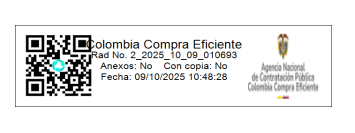 Colombia Compra Eficiente
Rad No. 2_2025_10_09_010693
Anexos: No Con copia: No
Fecha: 09/10/2025 10:48:28
Agencia Nacional
de Contratación Pública
Colombia Compra Eficiente